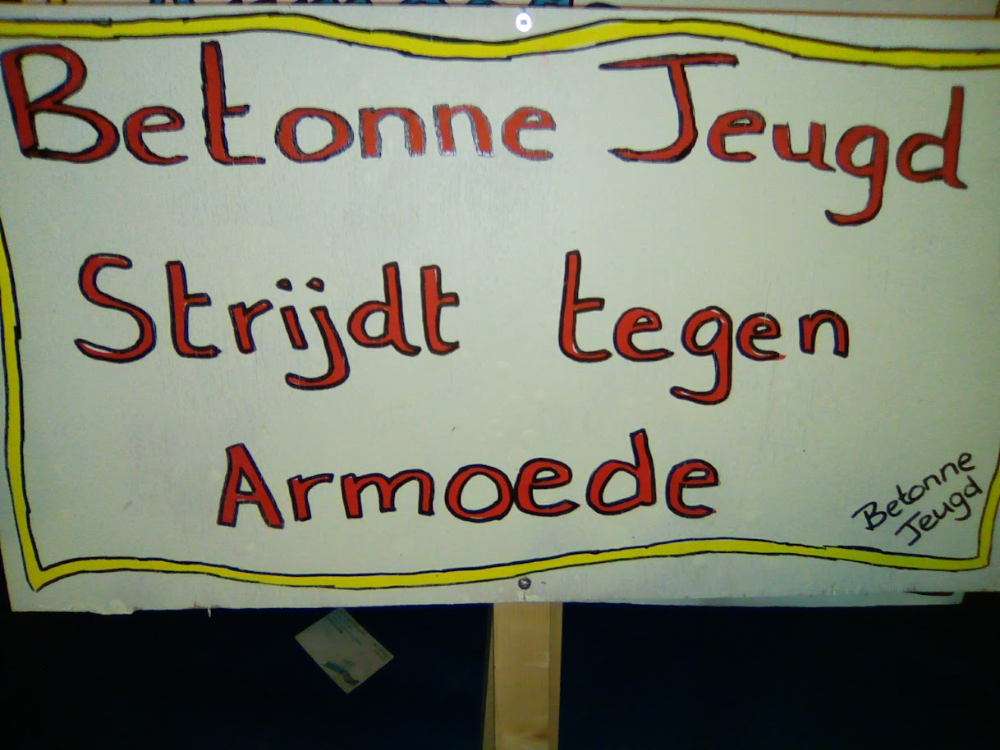 Betonne Jeugd
Strijdt tegen
Armoede
Betonne
Jeugd